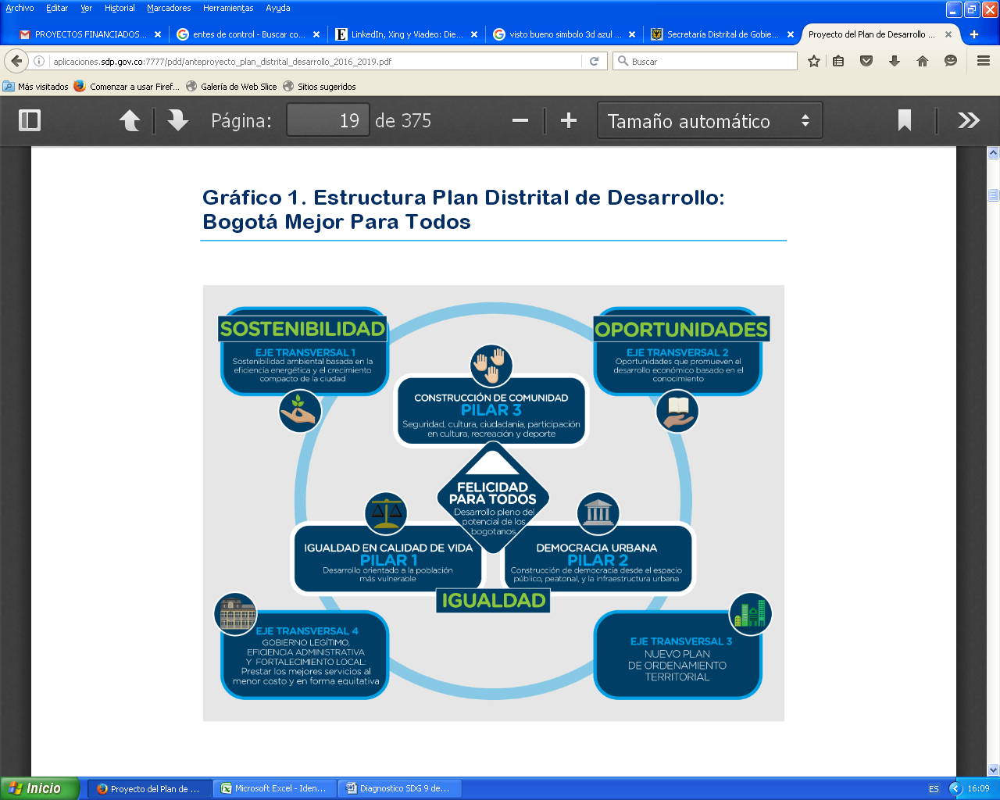 Archivo Editar Ver Historial Marcadores Herramientas Ayuda
PROYECTOS FINANCIADOS...
entes de control - Buscar co...
LinkedIn, Xing y Viadeo: Die...
visto bueno simbolo 3d azul ...
Secretaría Distrital de Gobie...
Proyecto del Plan de Desarrollo ...
aplicaciones.sdp.gov.co:7777/pdd/anteproyecto_plan_distrital_desarrollo_2016_2019.pdf
Buscar
Más visitados Comenzar a usar Firef... Galería de Web Slice Sitios sugeridos
Página: 19 de 375
Tamaño automático
Gráfico 1. Estructura Plan Distrital de Desarrollo:
Bogotá Mejor Para Todos
SOSTENIBILIDAD
EJE TRANSVERSAL 1
Sostenibilidad ambiental basada en la
eficiencia energética y el crecimiento
compacto de la ciudad
OPORTUNIDADES
EJE TRANSVERSAL 2
Oportunidades que promueven el
desarrollo económico basado en el
conocimiento
CONSTRUCCIÓN DE COMUNIDAD
PILAR 3
Seguridad, cultura, ciudadanía, participación
en cultura, recreación y deporte
FELICIDAD
PARA TODOS
Desarrollo pleno del
potencial de los
bogotanos
IGUALDAD EN CALIDAD DE VIDA
PILAR 1
Desarrollo orientado a la población
más vulnerable
DEMOCRACIA URBANA
PILAR 2
Construcción de democracia desde el espacio
público, peatonal, y la infraestructura urbana
IGUALDAD
EJE TRANSVERSAL 4
GOBIERNO LEGÍTIMO,
EFICIENCIA ADMINISTRATIVA
Y FORTALECIMIENTO LOCAL:
Prestar los mejores servicios al
menor costo y en forma equitativa
EJE TRANSVERSAL 3
NUEVO PLAN
DE ORDENAMIENTO
TERRITORIAL
Inicio
Proyecto del Plan de ...
Microsoft Excel - Iden...
Diagnostico SDG 9 de...
ES
16:09